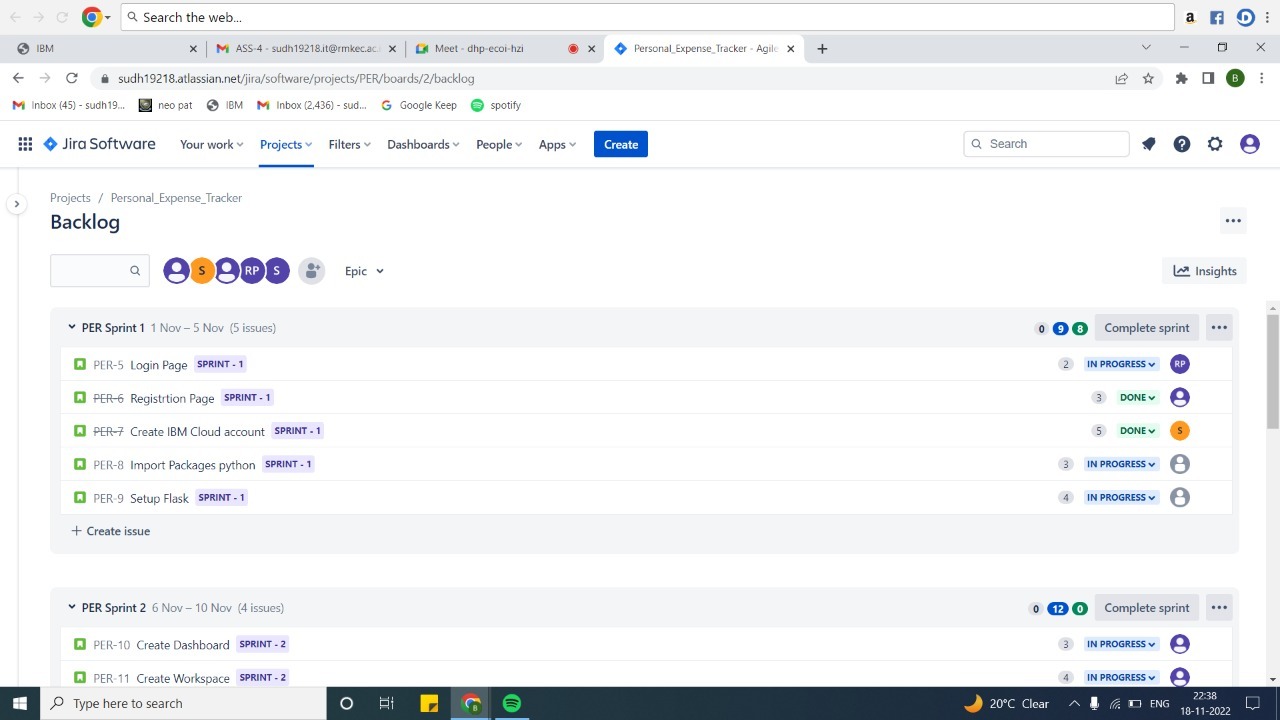 Search the web...
IBM
ASS-4 - sudh19218.it@rmkec.ac.
Meet - dhp-ecoi-hzi
Personal_Expense_Tracker - Agile
sudh19218.atlassian.net/jira/software/projects/PER/boards/2/backlog
B
Inbox (45) - sudh19...
neo pat
IBM
Inbox (2,436) - sud...
Google Keep
spotify
Jira Software
Your work
Projects
Filters
Dashboards
People
Apps
Create
Search
Projects / Personal_Expense_Tracker
Backlog
S
RP
S
Epic
Insights
PER Sprint 1 1 Nov – 5 Nov (5 issues)
0 9 8 Complete sprint
PER-5 Login Page SPRINT - 1 2 IN PROGRESS RP
PER-6 Registrtion Page SPRINT - 1 3 DONE
PER-7 Create IBM Cloud account SPRINT - 1 5 DONE S
PER-8 Import Packages python SPRINT - 1 3 IN PROGRESS
PER-9 Setup Flask SPRINT - 1 4 IN PROGRESS
+ Create issue
PER Sprint 2 6 Nov – 10 Nov (4 issues)
0 12 0 Complete sprint
PER-10 Create Dashboard SPRINT - 2 3 IN PROGRESS
PER-11 Create Workspace SPRINT - 2 4 IN PROGRESS
Type here to search
20°C Clear
ENG
22:38
18-11-2022